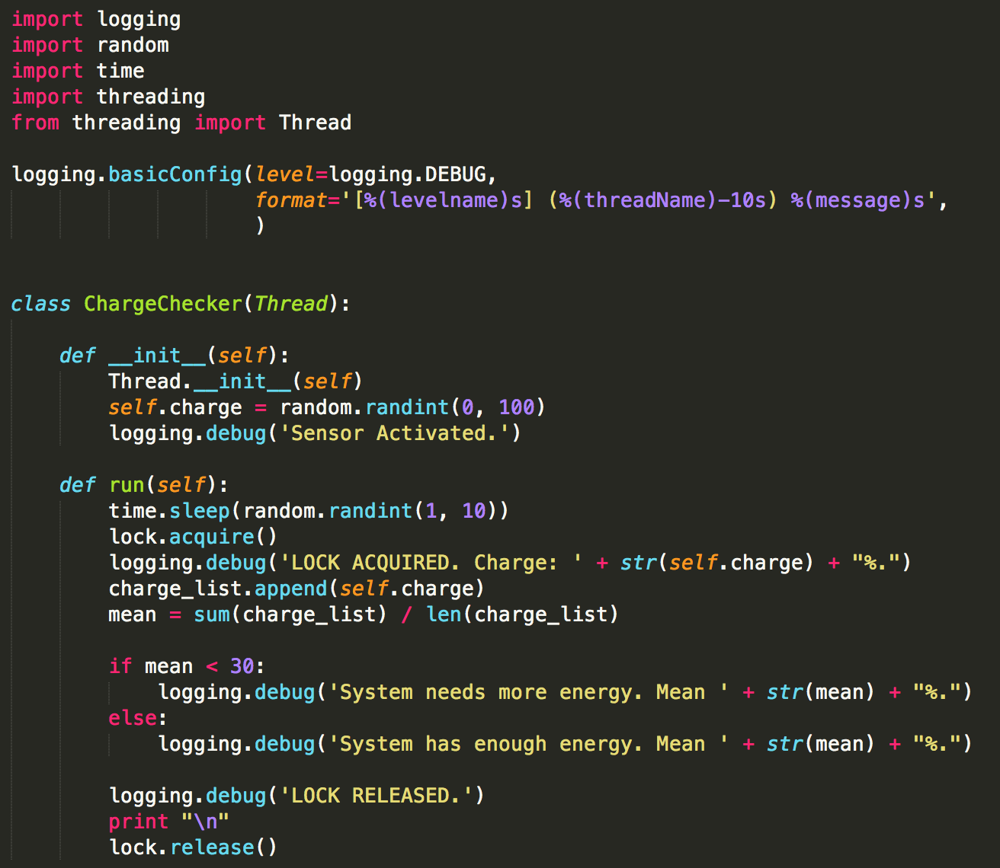 import logging
import random
import time
import threading
from threading import Thread

logging.basicConfig(level=logging.DEBUG,
                    format='[%(levelname)s] (%(threadName)-10s) %(message)s',
                    )


class ChargeChecker(Thread):

    def __init__(self):
        Thread.__init__(self)
        self.charge = random.randint(0, 100)
        logging.debug('Sensor Activated.')

    def run(self):
        time.sleep(random.randint(1, 10))
        lock.acquire()
        logging.debug('LOCK ACQUIRED. Charge: ' + str(self.charge) + "%.")
        charge_list.append(self.charge)
        mean = sum(charge_list) / len(charge_list)

        if mean < 30:
            logging.debug('System needs more energy. Mean ' + str(mean) + "%.")
        else:
            logging.debug('System has enough energy. Mean ' + str(mean) + "%.")

        logging.debug('LOCK RELEASED.')
        print "\n"
        lock.release()